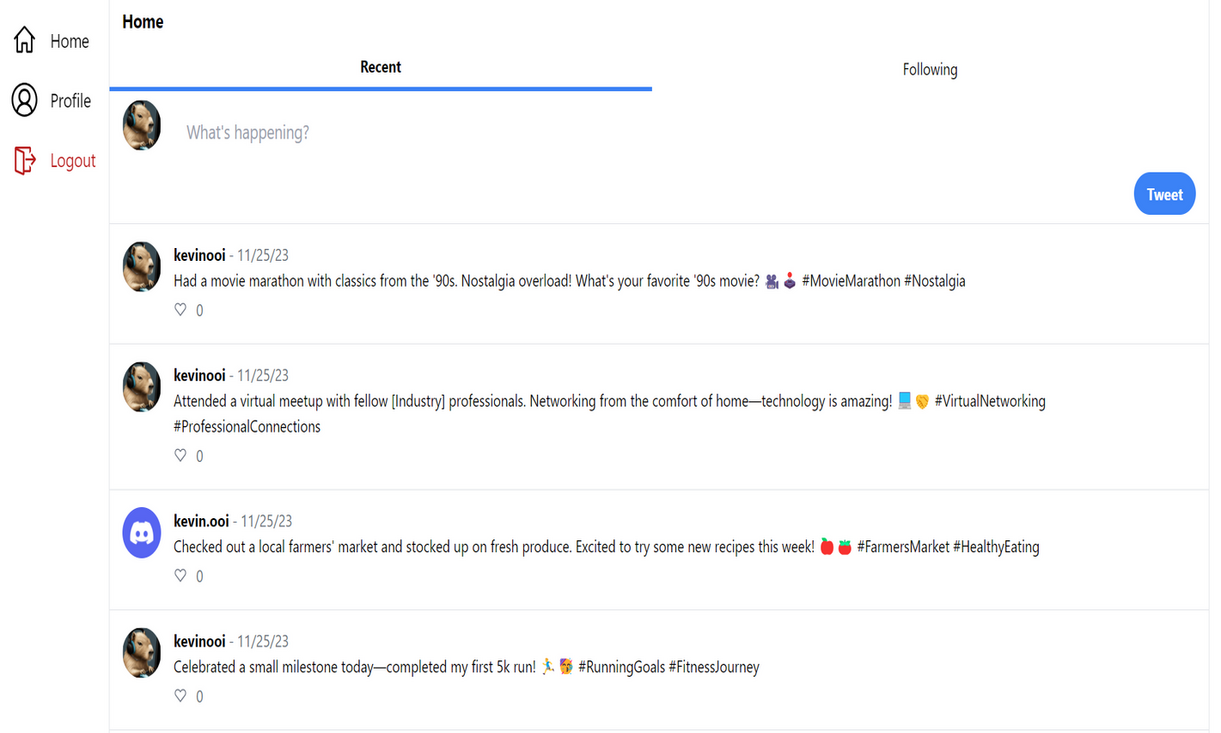 Home
Profile
Logout
Home
Recent
Following
What's happening?
Tweet
kevinooi - 11/25/23
Had a movie marathon with classics from the '90s. Nostalgia overload! What's your favorite '90s movie? 🎥🕹️ #MovieMarathon #Nostalgia
♡ 0
kevinooi - 11/25/23
Attended a virtual meetup with fellow [Industry] professionals. Networking from the comfort of home—technology is amazing! 💻🤝 #VirtualNetworking
#ProfessionalConnections
♡ 0
kevin.ooi - 11/25/23
Checked out a local farmers' market and stocked up on fresh produce. Excited to try some new recipes this week! 🍎🍅 #FarmersMarket #HealthyEating
♡ 0
kevinooi - 11/25/23
Celebrated a small milestone today—completed my first 5k run! 🏃‍♂️🥳 #RunningGoals #FitnessJourney
♡ 0